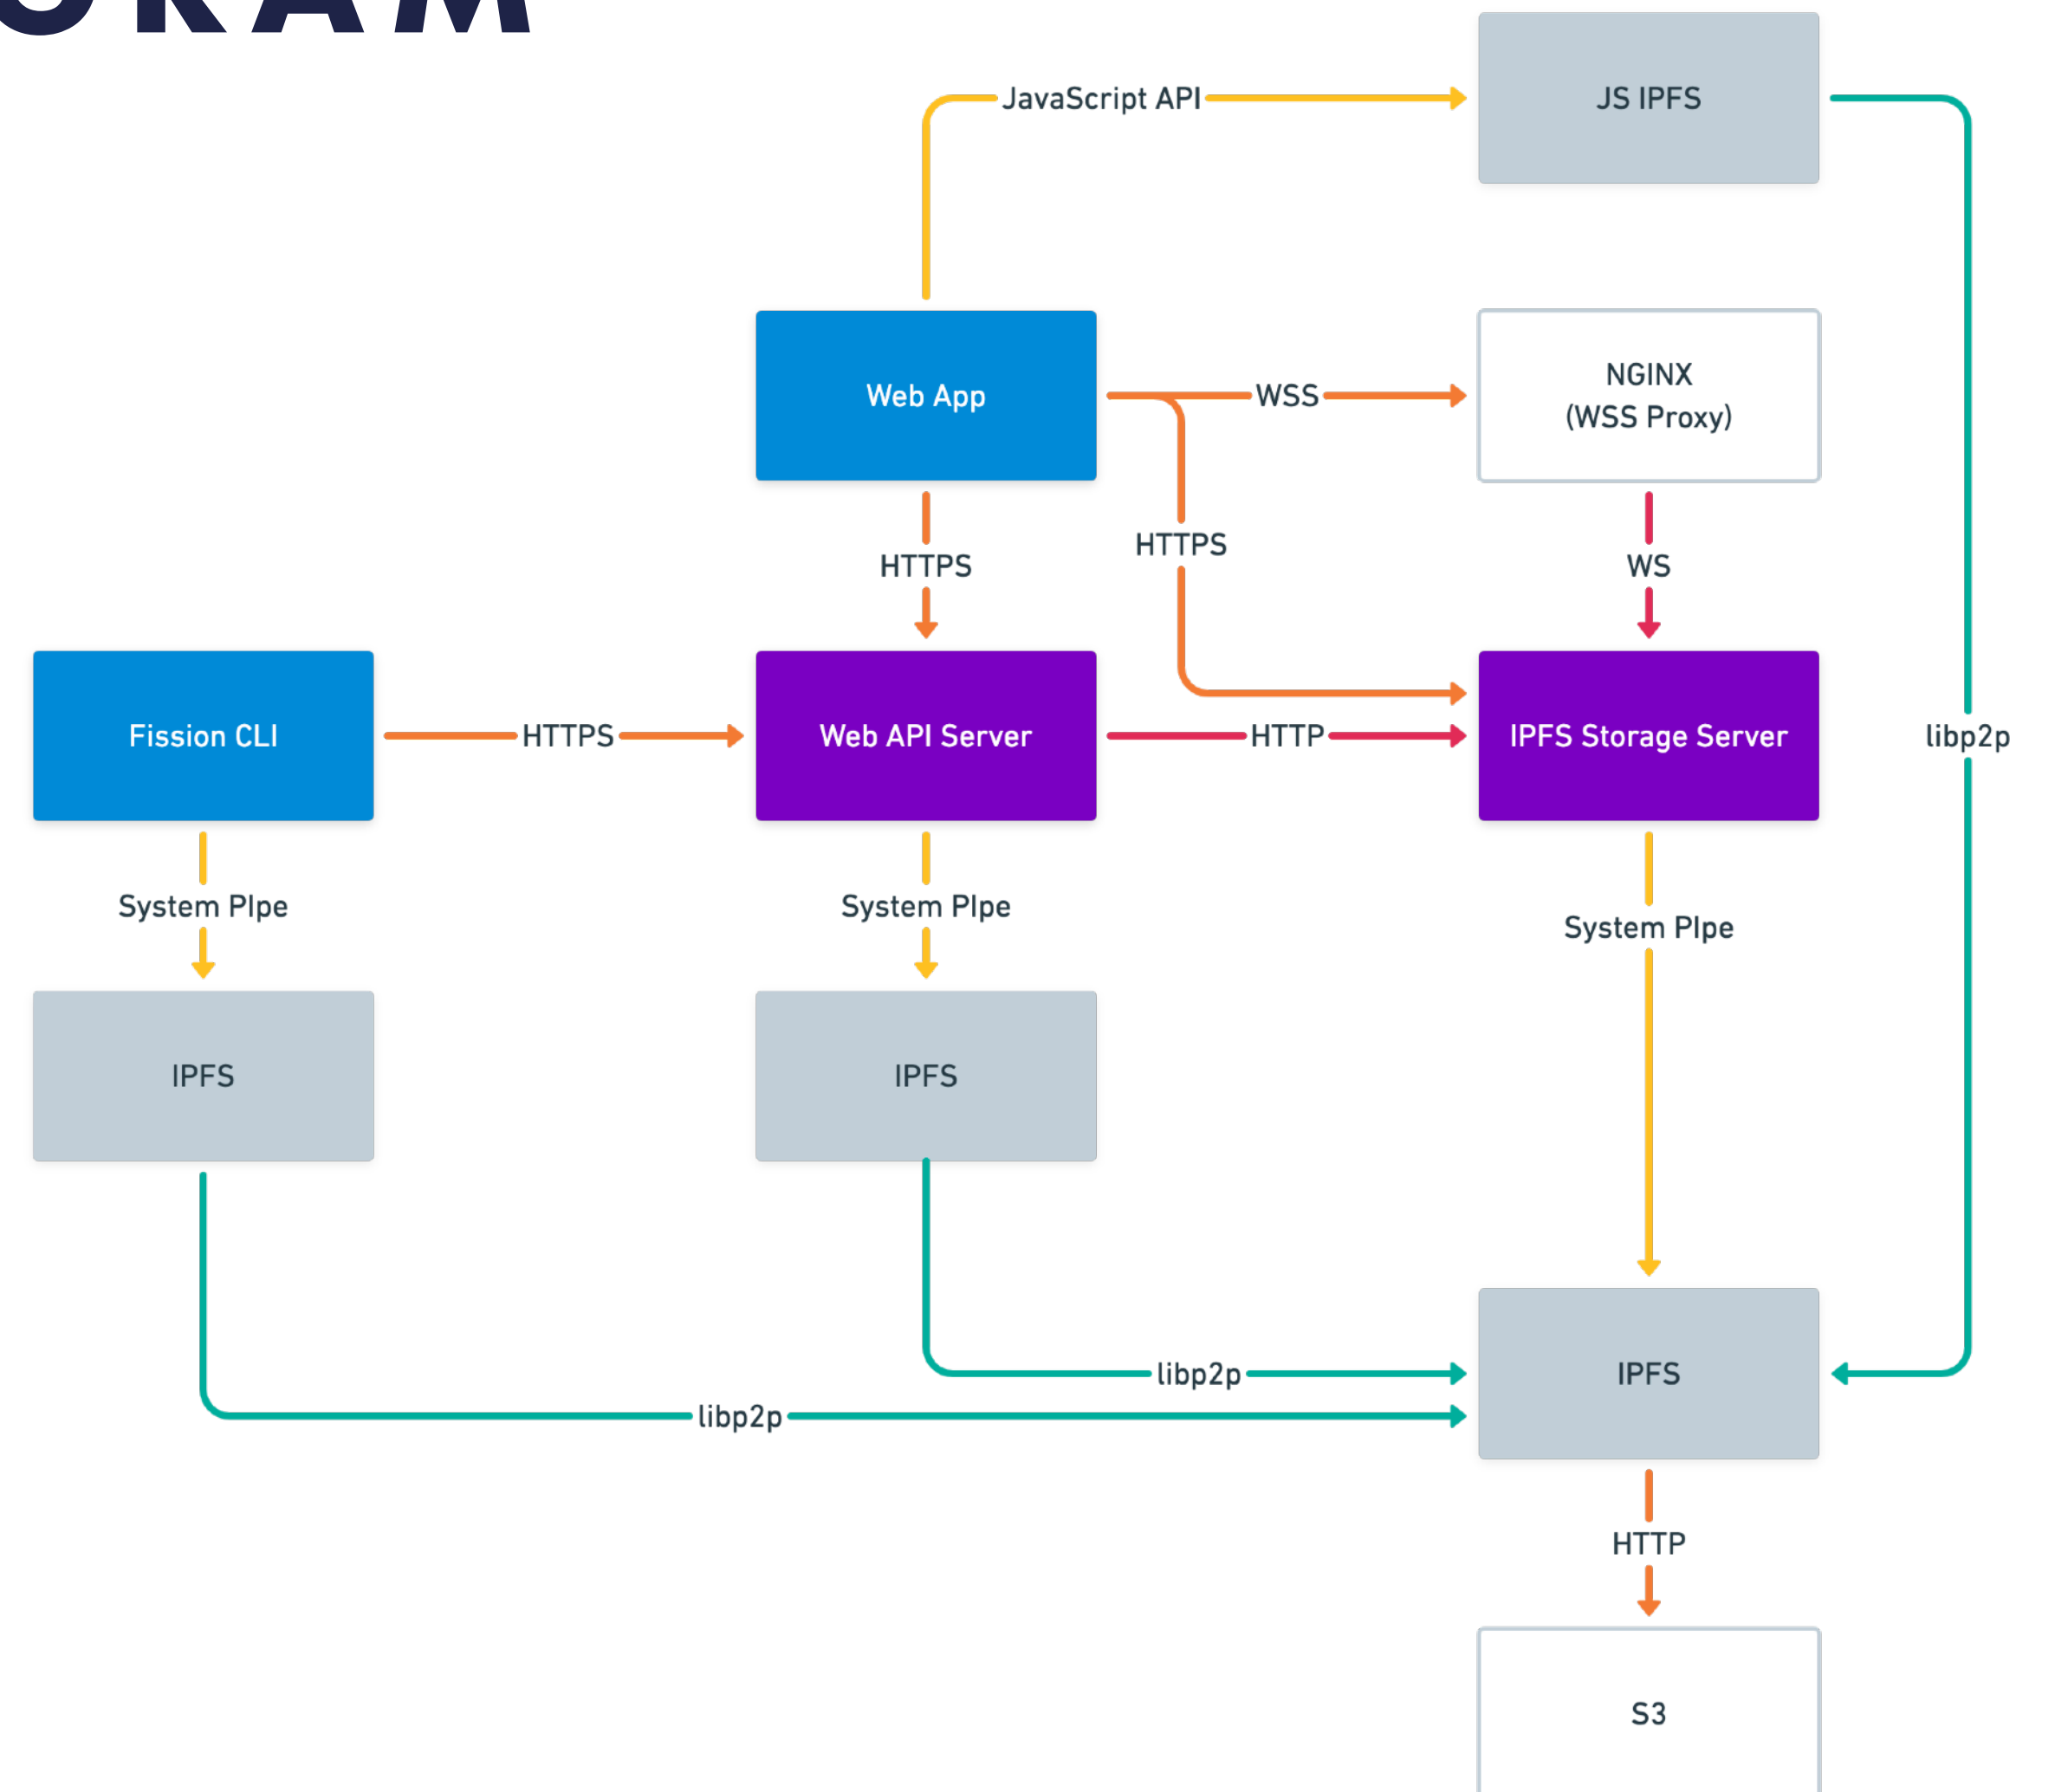 JavaScript API
JS IPFS
Web App
WSS
NGINX
(WSS Proxy)
HTTPS
HTTPS
WS
Fission CLI
HTTPS
Web API Server
HTTP
IPFS Storage Server
libp2p
System PIpe
System PIpe
System PIpe
IPFS
IPFS
libp2p
IPFS
libp2p
HTTP
S3